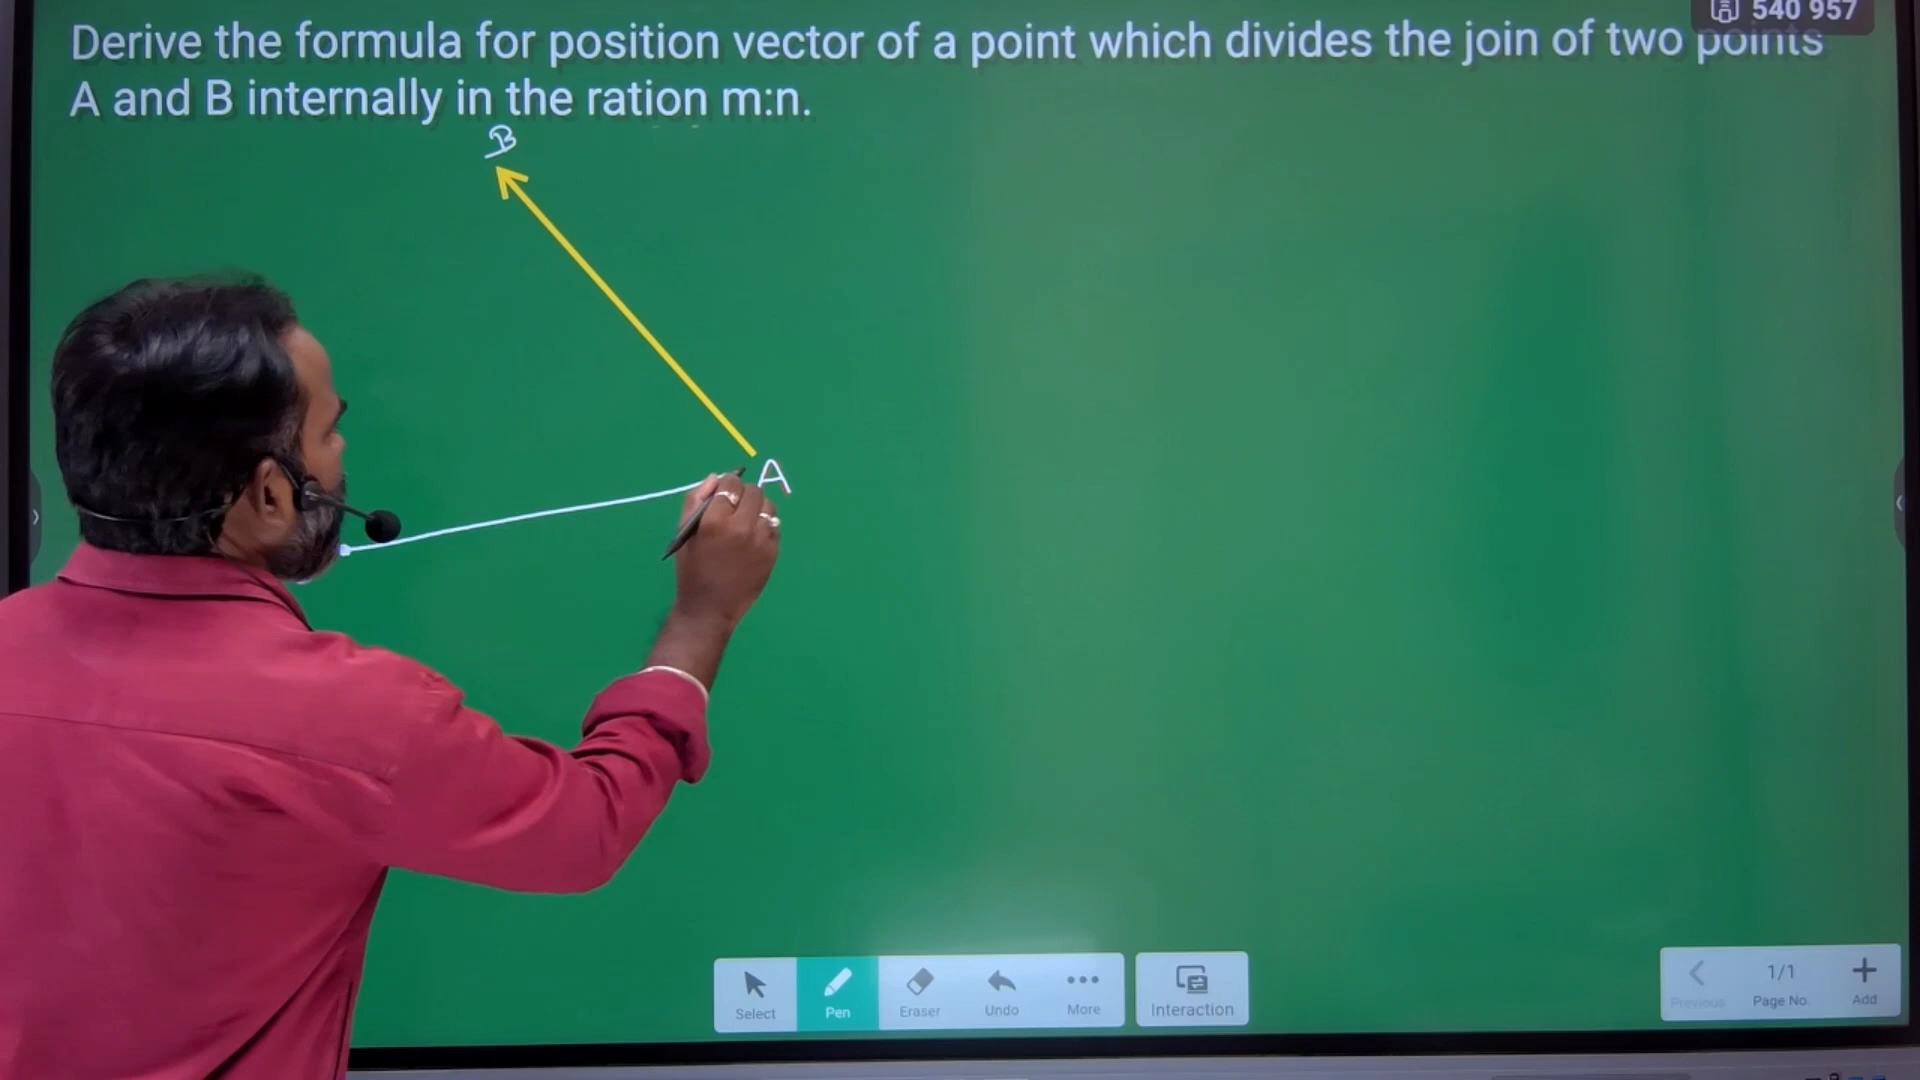 540 957
Derive the formula for position vector of a point which divides the join of two points
A and B internally in the ration m:n.
B
A
Select
Pen
Eraser
Undo
More
Interaction
Previous
1/1
Page No.
Add